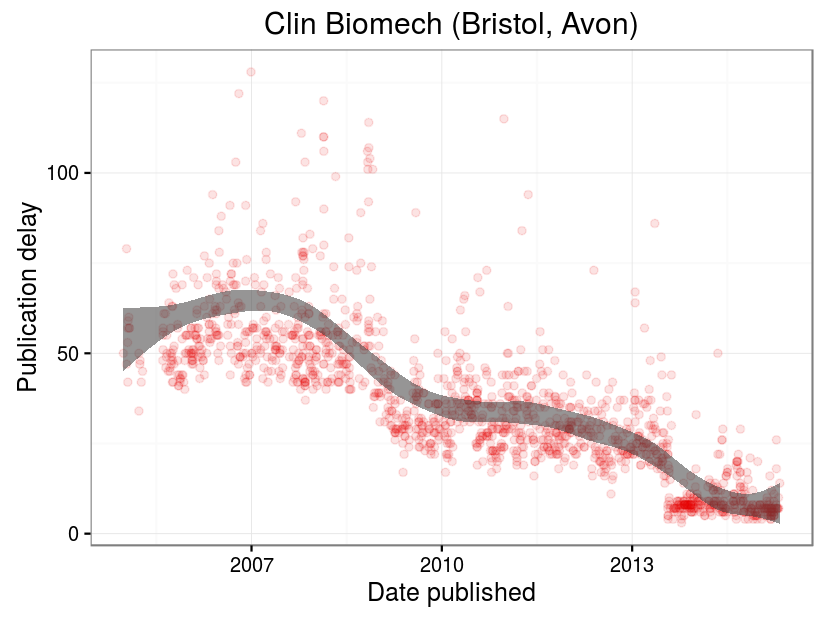 Clin Biomech (Bristol, Avon)
Publication delay
100
50
0
2007 2010 2013
Date published